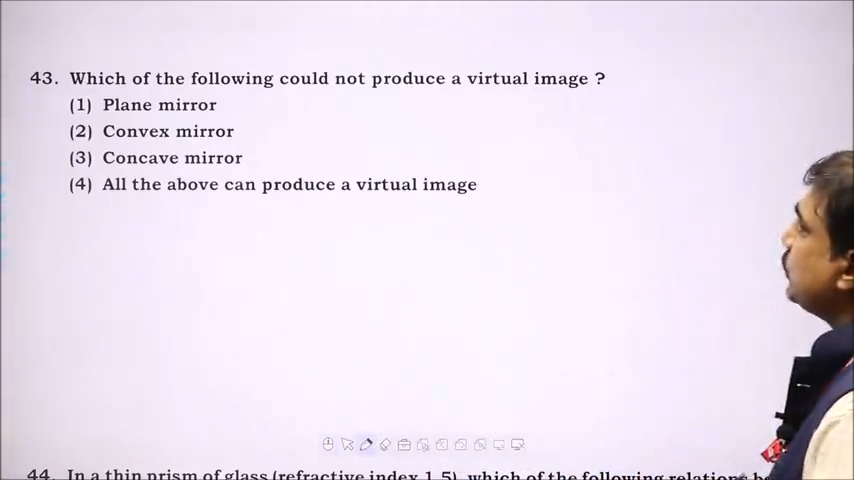 43. Which of the following could not produce a virtual image ?
(1) Plane mirror
(2) Convex mirror
(3) Concave mirror
(4) All the above can produce a virtual image
44. In a thin prism of glass (refractive index 1.5), which of the following relations